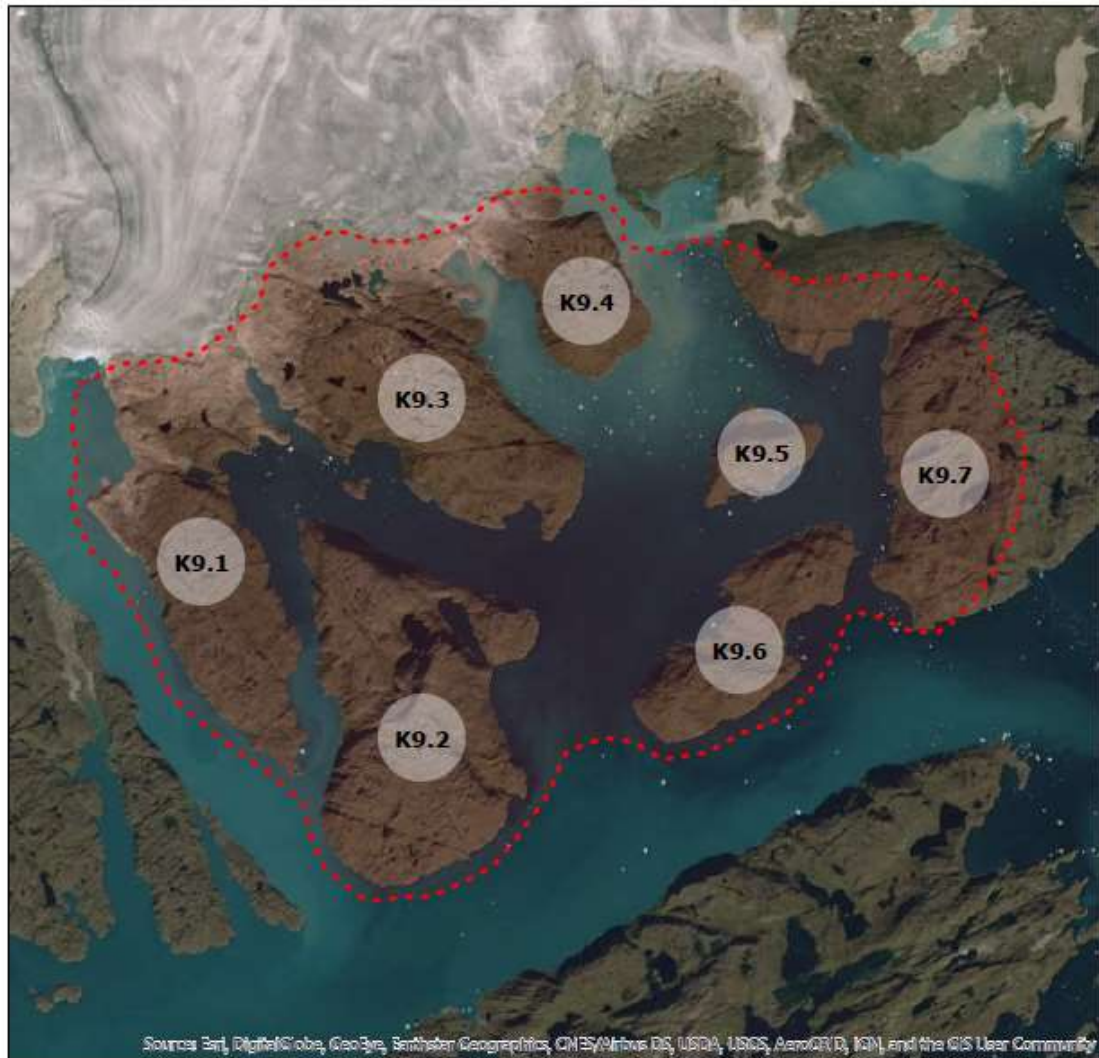 K9.4
K9.3
K9.5
K9.7
K9.1
K9.6
K9.2
Source: Esri, DigitalGlobe, GeoEye, Earthstar Geographics, CNES/Airbus DS, USDA, USGS, AeroGRID, IGN, and the GIS User Community